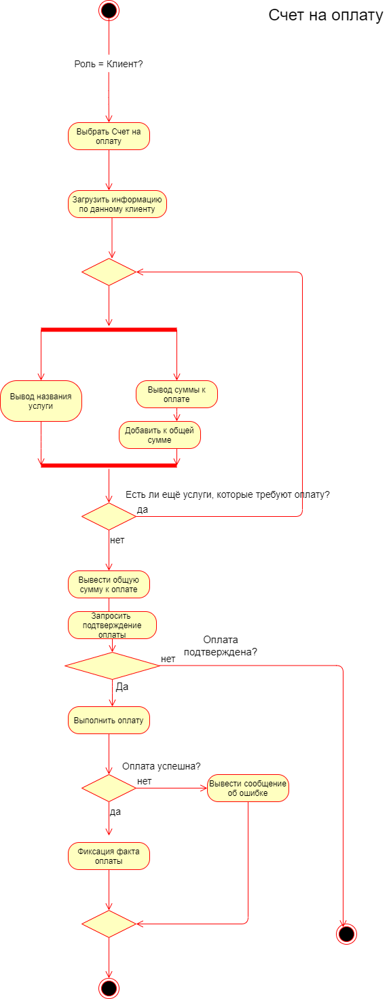 Счет на оплату
Роль = Клиент?
Выбрать Счет на
оплату
Загрузить информацию
по данному клиенту
Вывод названия
услуги
Вывод суммы к
оплате
Добавить к общей
сумме
Есть ли ещё услуги, которые требуют оплату?
да
нет
Вывести общую
сумму к оплате
Запросить
подтверждение
оплаты
Оплата
подтверждена?
нет
Да
Выполнить оплату
Оплата успешна?
нет
Вывести сообщение
об ошибке
да
Фиксация факта
оплаты